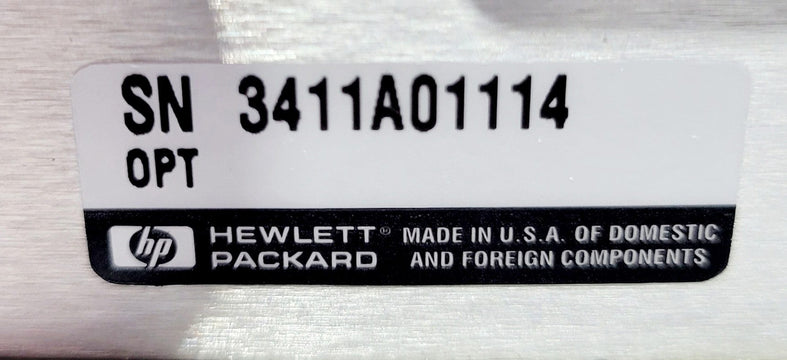 SN 3411A01114
OPT
hp HEWLETT® PACKARD
MADE IN U.S.A. OF DOMESTIC
AND FOREIGN COMPONENTS